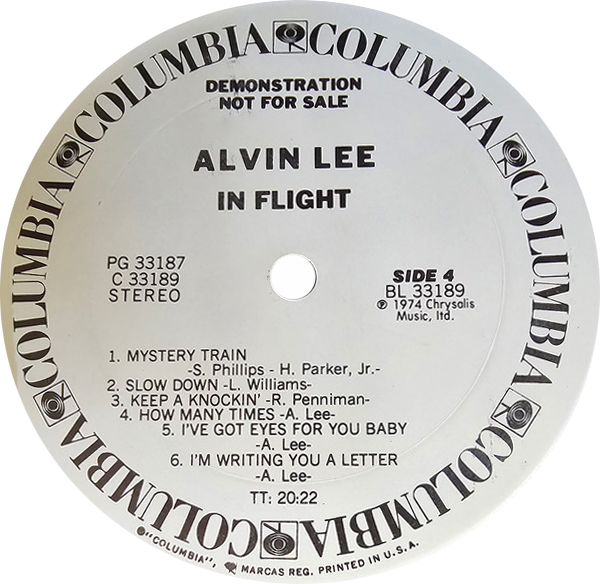 COLUMBIA COLUMBIA COLUMBIA COLUMBIA COLUMBIA COLUMBIA COLUMBIA COLUMBIA
DEMONSTRATION
NOT FOR SALE
ALVIN LEE
IN FLIGHT
PG 33187
C 33189
STEREO
SIDE 4
BL 33189
℗ 1974 Chrysalis
Music, ltd.
1. MYSTERY TRAIN
-S. Phillips - H. Parker, Jr.-
2. SLOW DOWN -L. Williams-
3. KEEP A KNOCKIN' -R. Penniman-
4. HOW MANY TIMES -A. Lee-
5. I'VE GOT EYES FOR YOU BABY
-A. Lee-
6. I'M WRITING YOU A LETTER
-A. Lee-
TT: 20:22
"COLUMBIA", MARCAS REG. PRINTED IN U.S.A.